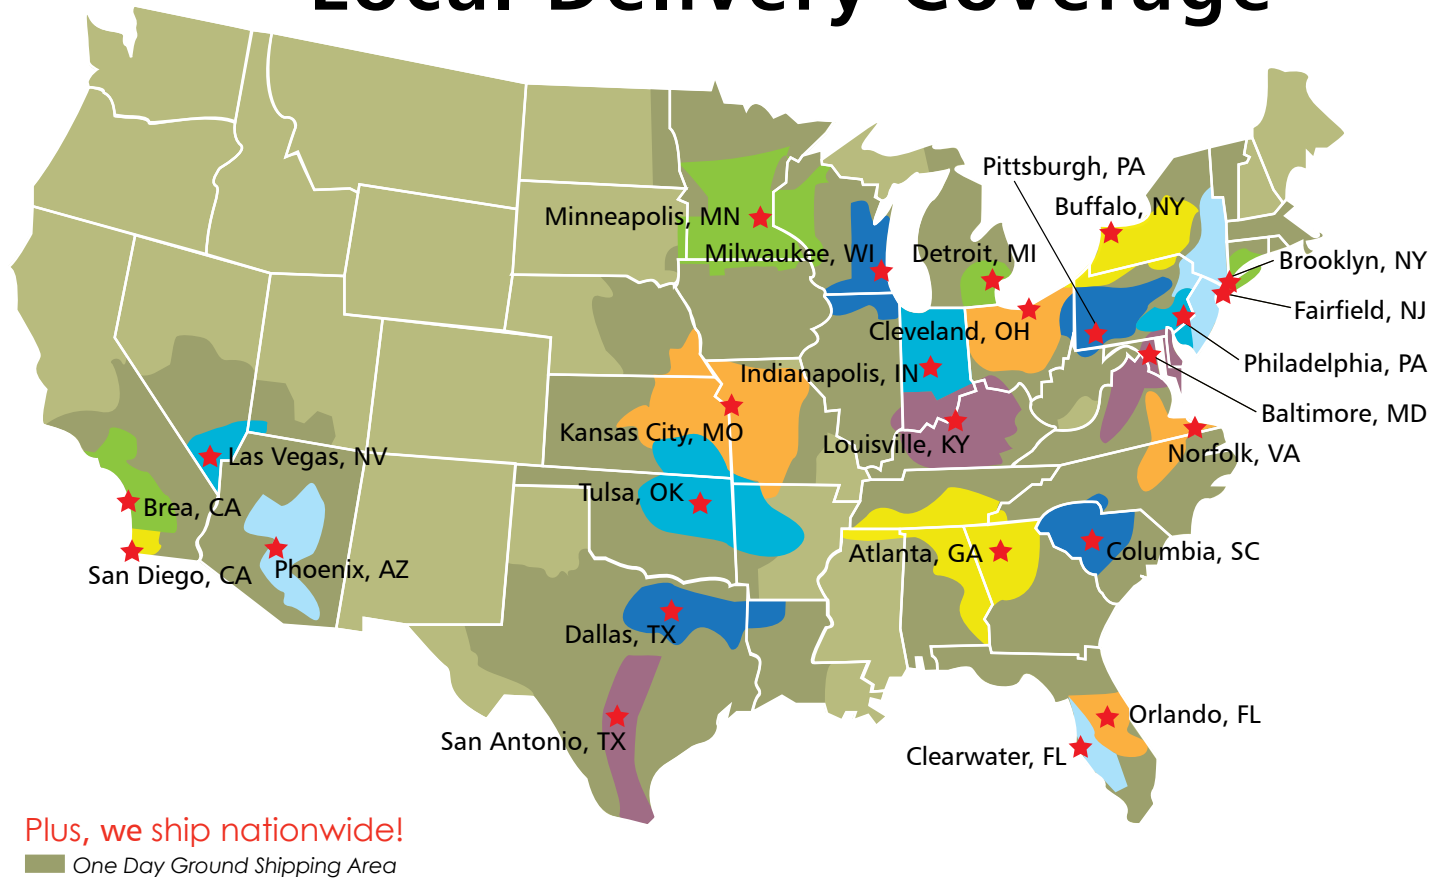 Local Delivery Coverage
Pittsburgh, PA
Buffalo, NY
Minneapolis, MN
Milwaukee, WI
Detroit, MI
Brooklyn, NY
Fairfield, NJ
Cleveland, OH
Philadelphia, PA
Indianapolis, IN
Baltimore, MD
Kansas City, MO
Louisville, KY
Norfolk, VA
Las Vegas, NV
Tulsa, OK
Brea, CA
Atlanta, GA
Columbia, SC
San Diego, CA
Phoenix, AZ
Dallas, TX
Orlando, FL
San Antonio, TX
Clearwater, FL
Plus, we ship nationwide!
One Day Ground Shipping Area